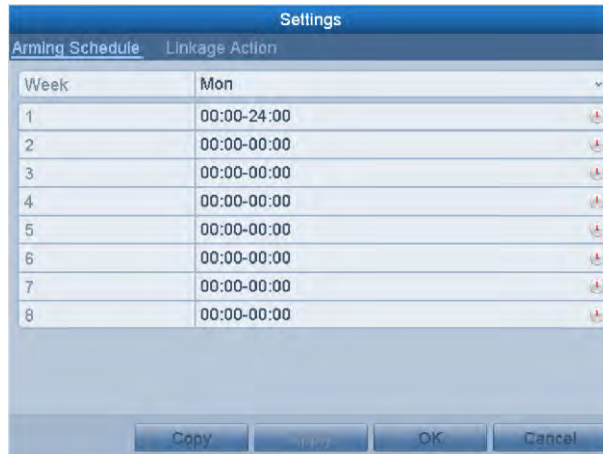 Settings
Arming Schedule Linkage Action
Week Mon
1 00:00-24:00
2 00:00-00:00
3 00:00-00:00
4 00:00-00:00
5 00:00-00:00
6 00:00-00:00
7 00:00-00:00
8 00:00-00:00
Copy OK Cancel